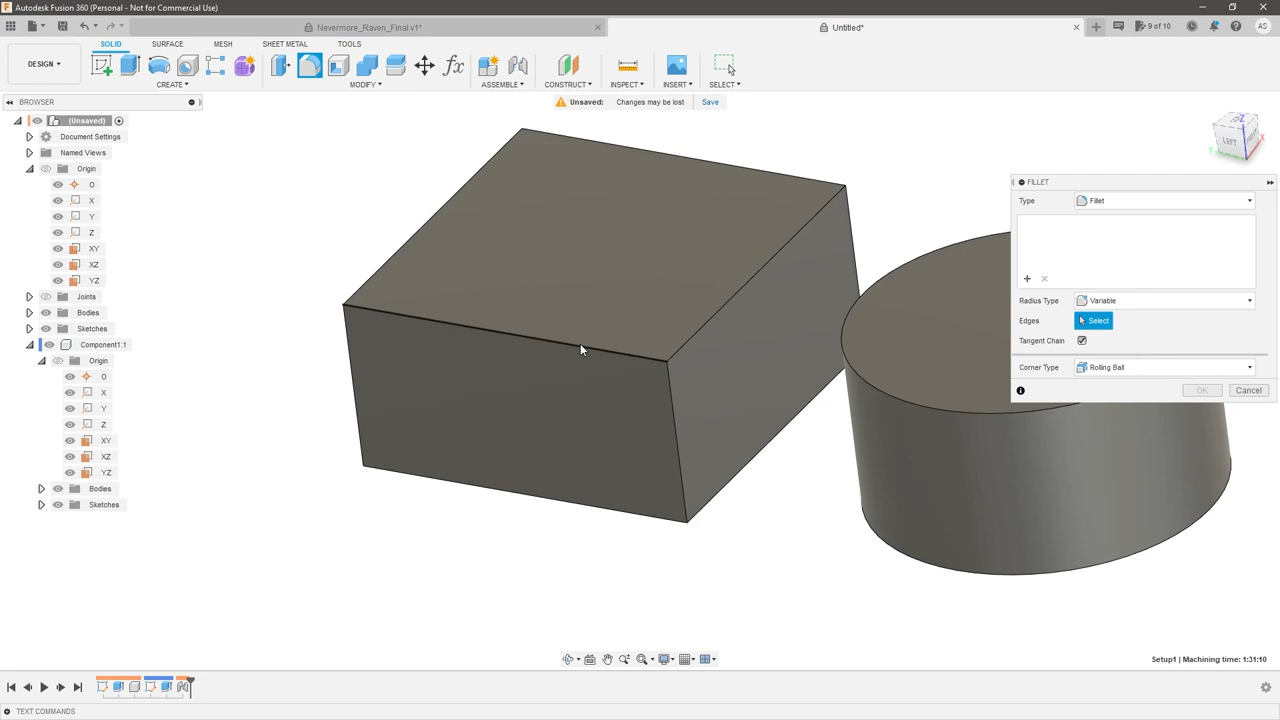 Autodesk Fusion 360 (Personal - Not for Commercial Use)
Nevermore_Raven_Final v1*
Untitled*
9 of 10
AS
DESIGN
SOLID
SURFACE
MESH
SHEET METAL
TOOLS
CREATE
MODIFY
ASSEMBLE
CONSTRUCT
INSPECT
INSERT
SELECT
BROWSER
Unsaved:
Changes may be lost
Save
(Unsaved)
Document Settings
Named Views
Origin
O
X
Y
Z
XY
XZ
YZ
Joints
Bodies
Sketches
Component1:1
Origin
O
X
Y
Z
XY
XZ
YZ
Bodies
Sketches
Z
LEFT
Y
X
FILLET
Type
Fillet
Radius Type
Variable
Edges
Select
Tangent Chain
Corner Type
Rolling Ball
OK
Cancel
Setup1 | Machining time: 1:31:10
TEXT COMMANDS